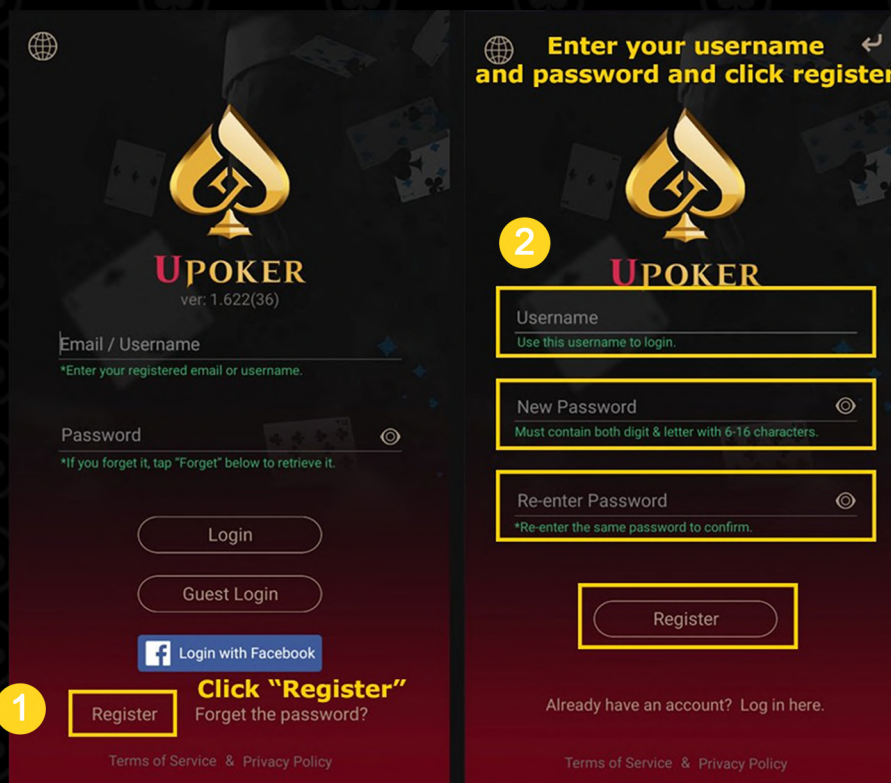 UPOKER
ver: 1.622(36)
Email / Username
*Enter your registered email or username.
Password
*If you forget it, tap "Forget" below to retrieve it.
Login
Guest Login
f Login with Facebook
Click “Register”
1
Register
Forget the password?
Terms of Service & Privacy Policy
Enter your username
and password and click register
2
UPOKER
Username
Use this username to login.
New Password
Must contain both digit & letter with 6-16 characters.
Re-enter Password
*Re-enter the same password to confirm.
Register
Already have an account? Log in here.
Terms of Service & Privacy Policy